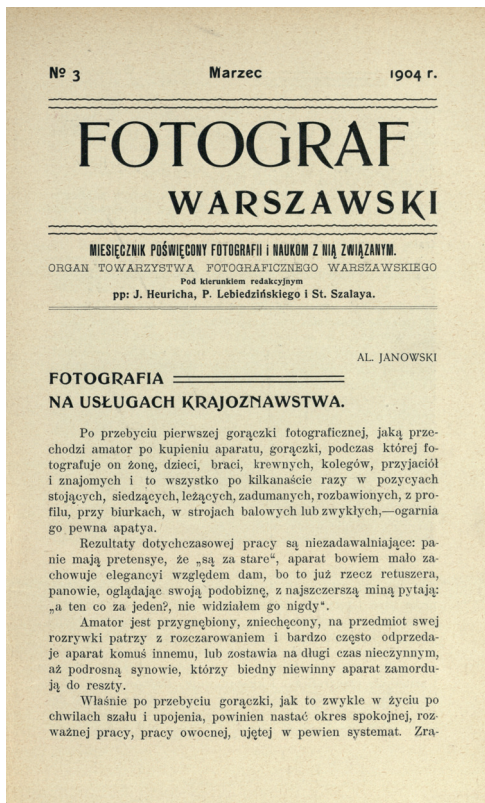 № 3 Marzec 1904 r.
FOTOGRAF
WARSZAWSKI
MIESIĘCZNIK POŚWIĘCONY FOTOGRAFII i NAUKOM Z NIĄ ZWIĄZANYM.
ORGAN TOWARZYSTWA FOTOGRAFICZNEGO WARSZAWSKIEGO
Pod kierunkiem redakcyjnym
pp: J. Heuricha, P. Lebiedzińskiego i St. Szalaya.
AL. JANOWSKI
FOTOGRAFIA
NA USŁUGACH KRAJOZNAWSTWA.
Po przebyciu pierwszej gorączki fotograficznej, jaką prze-
chodzi amator po kupieniu aparatu, gorączki, podczas której fo-
tografuje on żonę, dzieci, braci, krewnych, kolegów, przyjaciół
i znajomych i to wszystko po kilkanaście razy w pozycyach
stojących, siedzących, leżących, zadumanych, rozbawionych, z pro-
filu, przy biurkach, w strojach balowych lub zwykłych,—ogarnia
go pewna apatya.
Rezultaty dotychczasowej pracy są niezadawalniające: pa-
nie mają pretensye, że „są za stare“, aparat bowiem mało za-
chowuje elegancyi względem dam, bo to już rzecz retuszera,
panowie, oglądając swoją podobiznę, z najszczerszą miną pytają:
„a ten co za jeden?, nie widziałem go nigdy“.
Amator jest przygnębiony, zniechęcony, na przedmiot swej
rozrywki patrzy z rozczarowaniem i bardzo często odprzeda-
je aparat komuś innemu, lub zostawia na długi czas nieczynnym,
aż podrosną synowie, którzy biedny niewinny aparat zamordu-
ją do reszty.
Właśnie po przebyciu gorączki, jak to zwykle w życiu po
chwilach szału i upojenia, powinien nastać okres spokojnej, roz-
ważnej pracy, pracy owocnej, ujętej w pewien systemat. Zra-